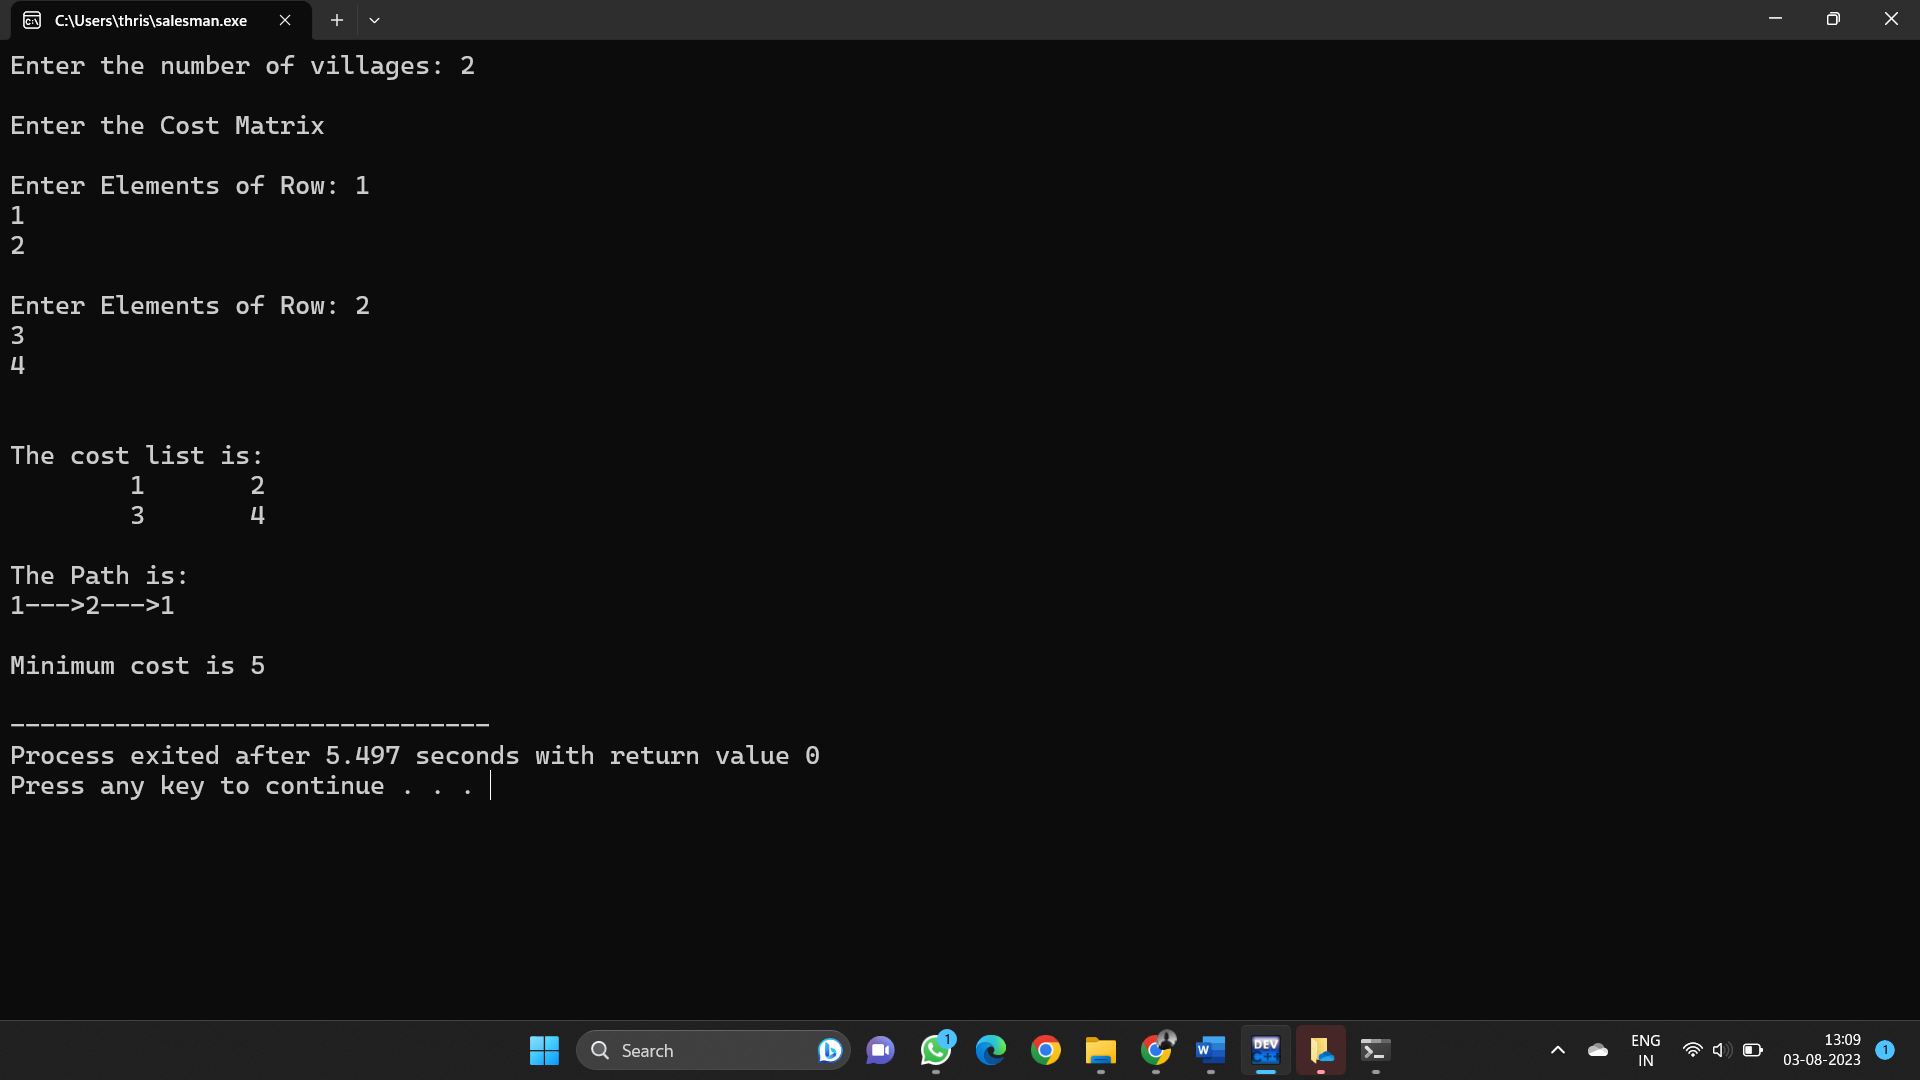 C:\Users\thris\salesman.exe
Enter the number of villages: 2
Enter the Cost Matrix
Enter Elements of Row: 1
1
2
Enter Elements of Row: 2
3
4
The cost list is:
1 2
3 4
The Path is:
1--->2--->1
Minimum cost is 5
--------------------------------
Process exited after 5.497 seconds with return value 0
Press any key to continue . . .
Search
1
W
DEV
C++
ENG
IN
13:09
03-08-2023
1